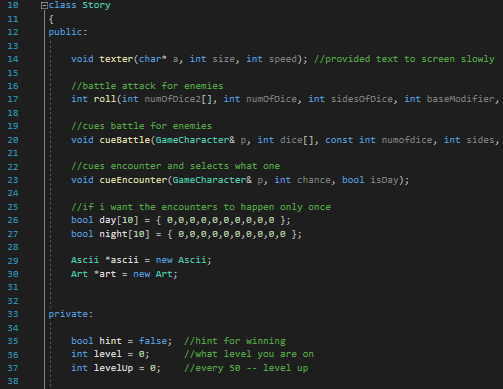 10 class Story
11 {
12 public:
13
14 void texter(char* a, int size, int speed); //provided text to screen slowly
15
16 //battle attack for enemies
17 int roll(int numOfDice2[], int numOfDice, int sidesOfDice, int baseModifier,
18
19 //cues battle for enemies
20 void cueBattle(GameCharacter& p, int dice[], const int numofdice, int sides,
21
22 //cues encounter and selects what one
23 void cueEncounter(GameCharacter& p, int chance, bool isDay);
24
25 //if i want the encounters to happen only once
26 bool day[10] = { 0,0,0,0,0,0,0,0,0,0 };
27 bool night[10] = { 0,0,0,0,0,0,0,0,0,0 };
28
29 Ascii *ascii = new Ascii;
30 Art *art = new Art;
31
32
33 private:
34
35 bool hint = false; //hint for winning
36 int level = 0; //what level you are on
37 int levelUp = 0; //every 50 -- level up
38